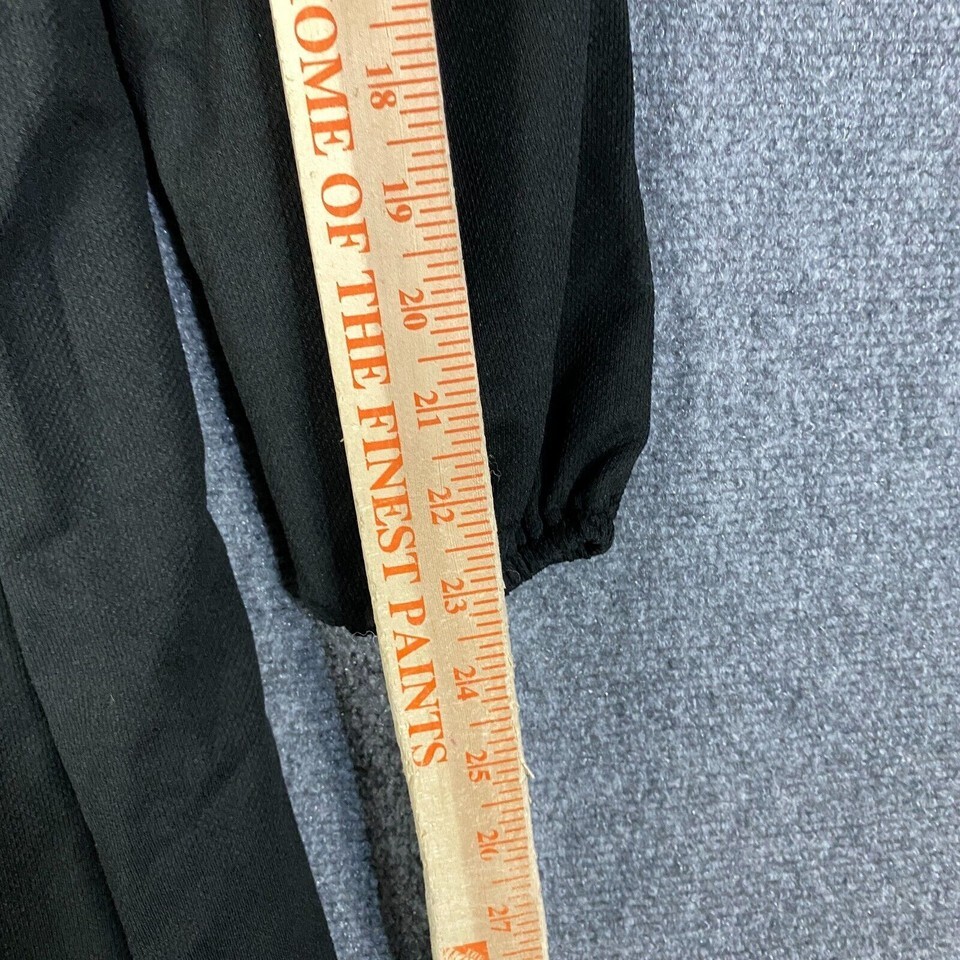 OME OF THE FINEST PAINTS
18 19 20 21 22 23 24 25 26 27